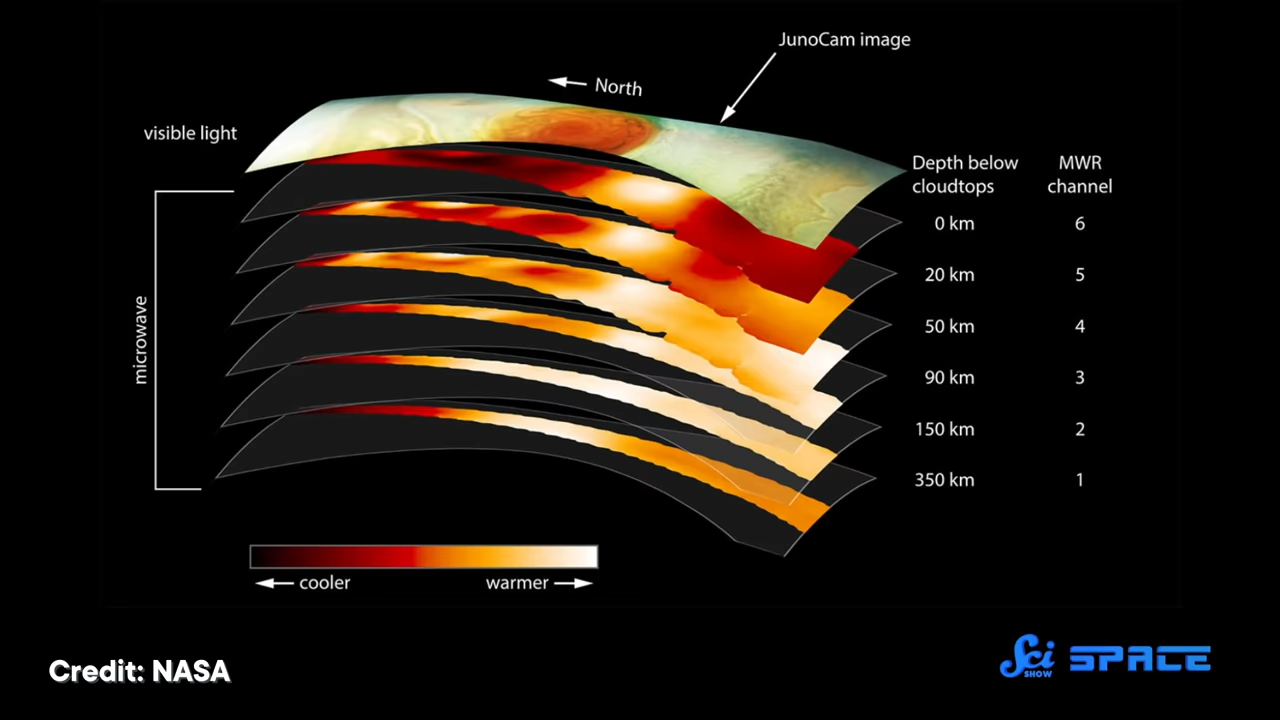 JunoCam image
North
visible light
Depth below
cloudtops
MWR
channel
0 km 6
20 km 5
50 km 4
90 km 3
150 km 2
350 km 1
microwave
cooler
warmer
Credit: NASA
Sci
SHOW
SPACE